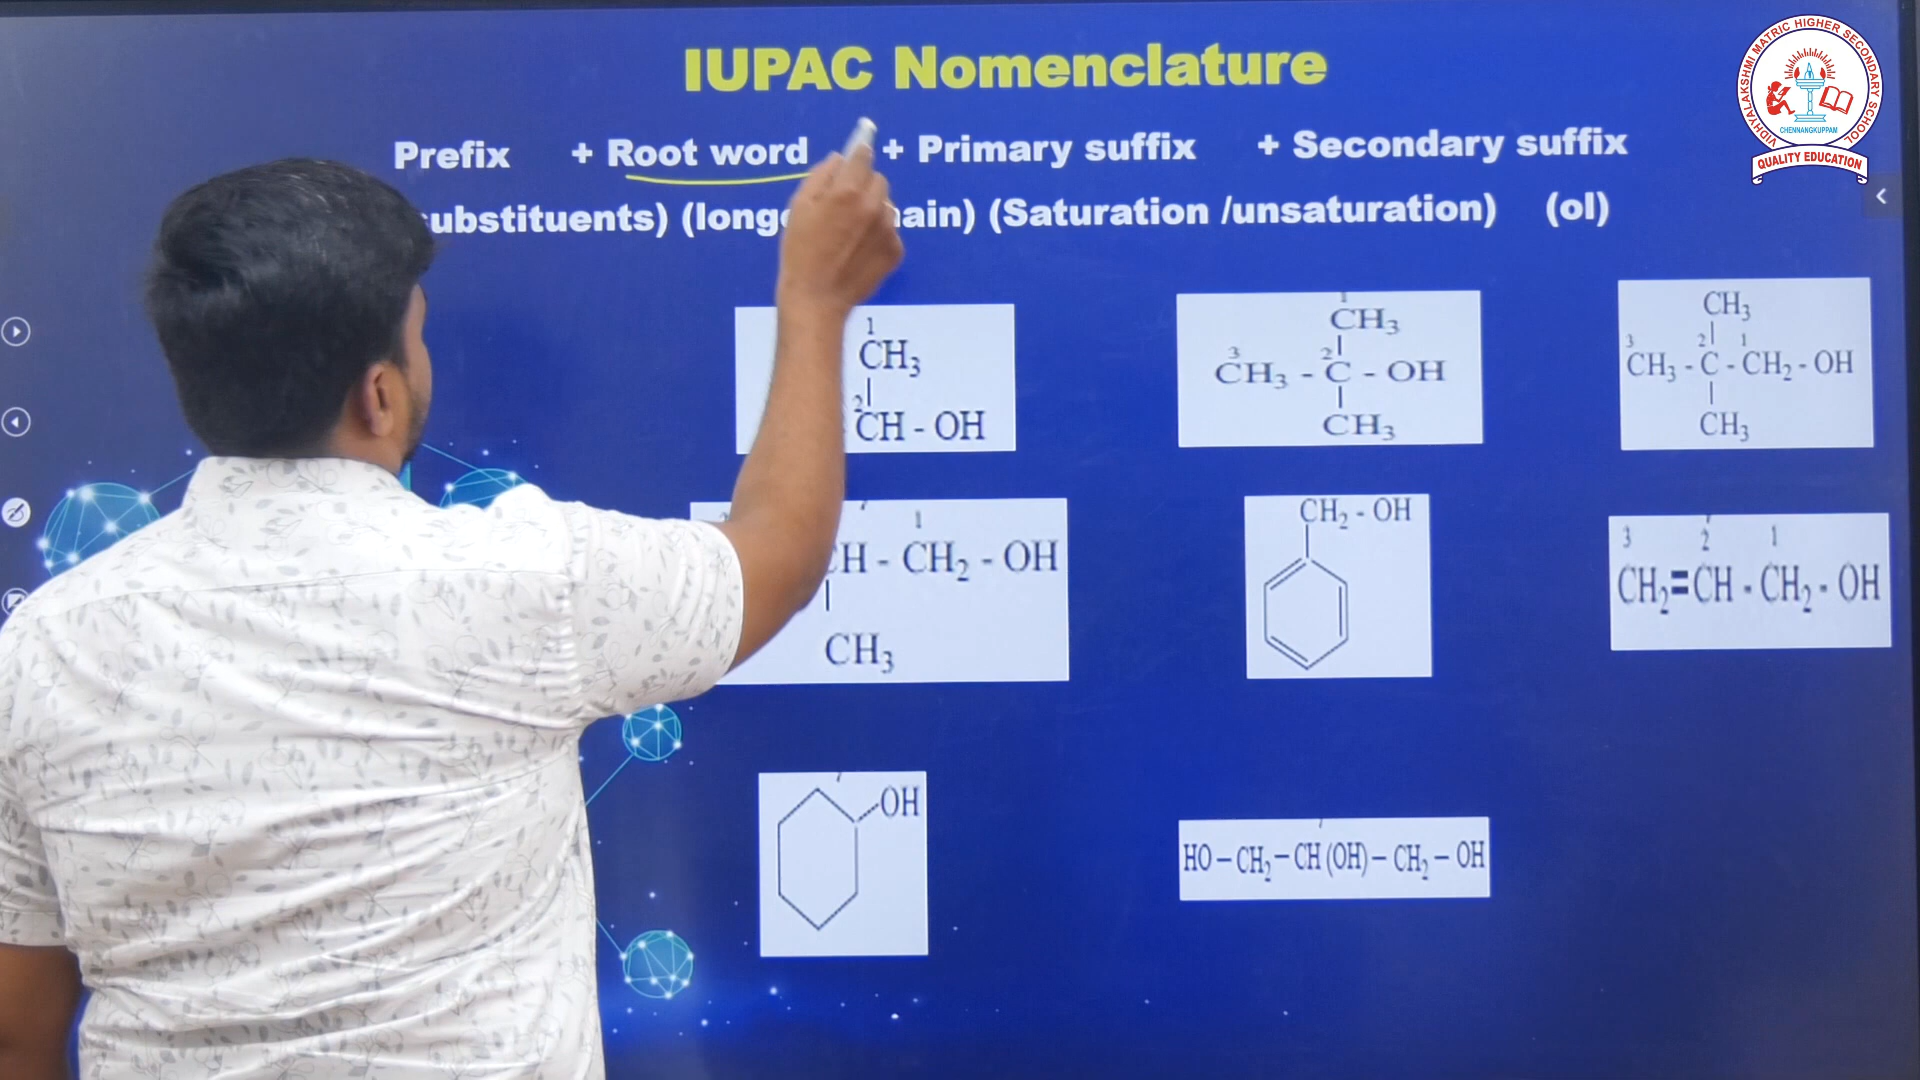 IUPAC Nomenclature
Prefix + Root word + Primary suffix + Secondary suffix
(Saturation /unsaturation) (ol)
1
CH₃
2
CH - OH
1
CH₃
3 2
CH₃ - C - OH
CH₃
CH₃
3 2 1
CH₃ - C - CH₂ - OH
CH₃
1
CH₂ - OH
CH₃
CH₂ - OH
3 2 1
CH₂=CH - CH₂ - OH
OH
HO – CH₂ – CH (OH) – CH₂ – OH
VIDHYALAKSHMI MATRIC HIGHER SECONDARY SCHOOL
CHENNANGKUPPAM
QUALITY EDUCATION